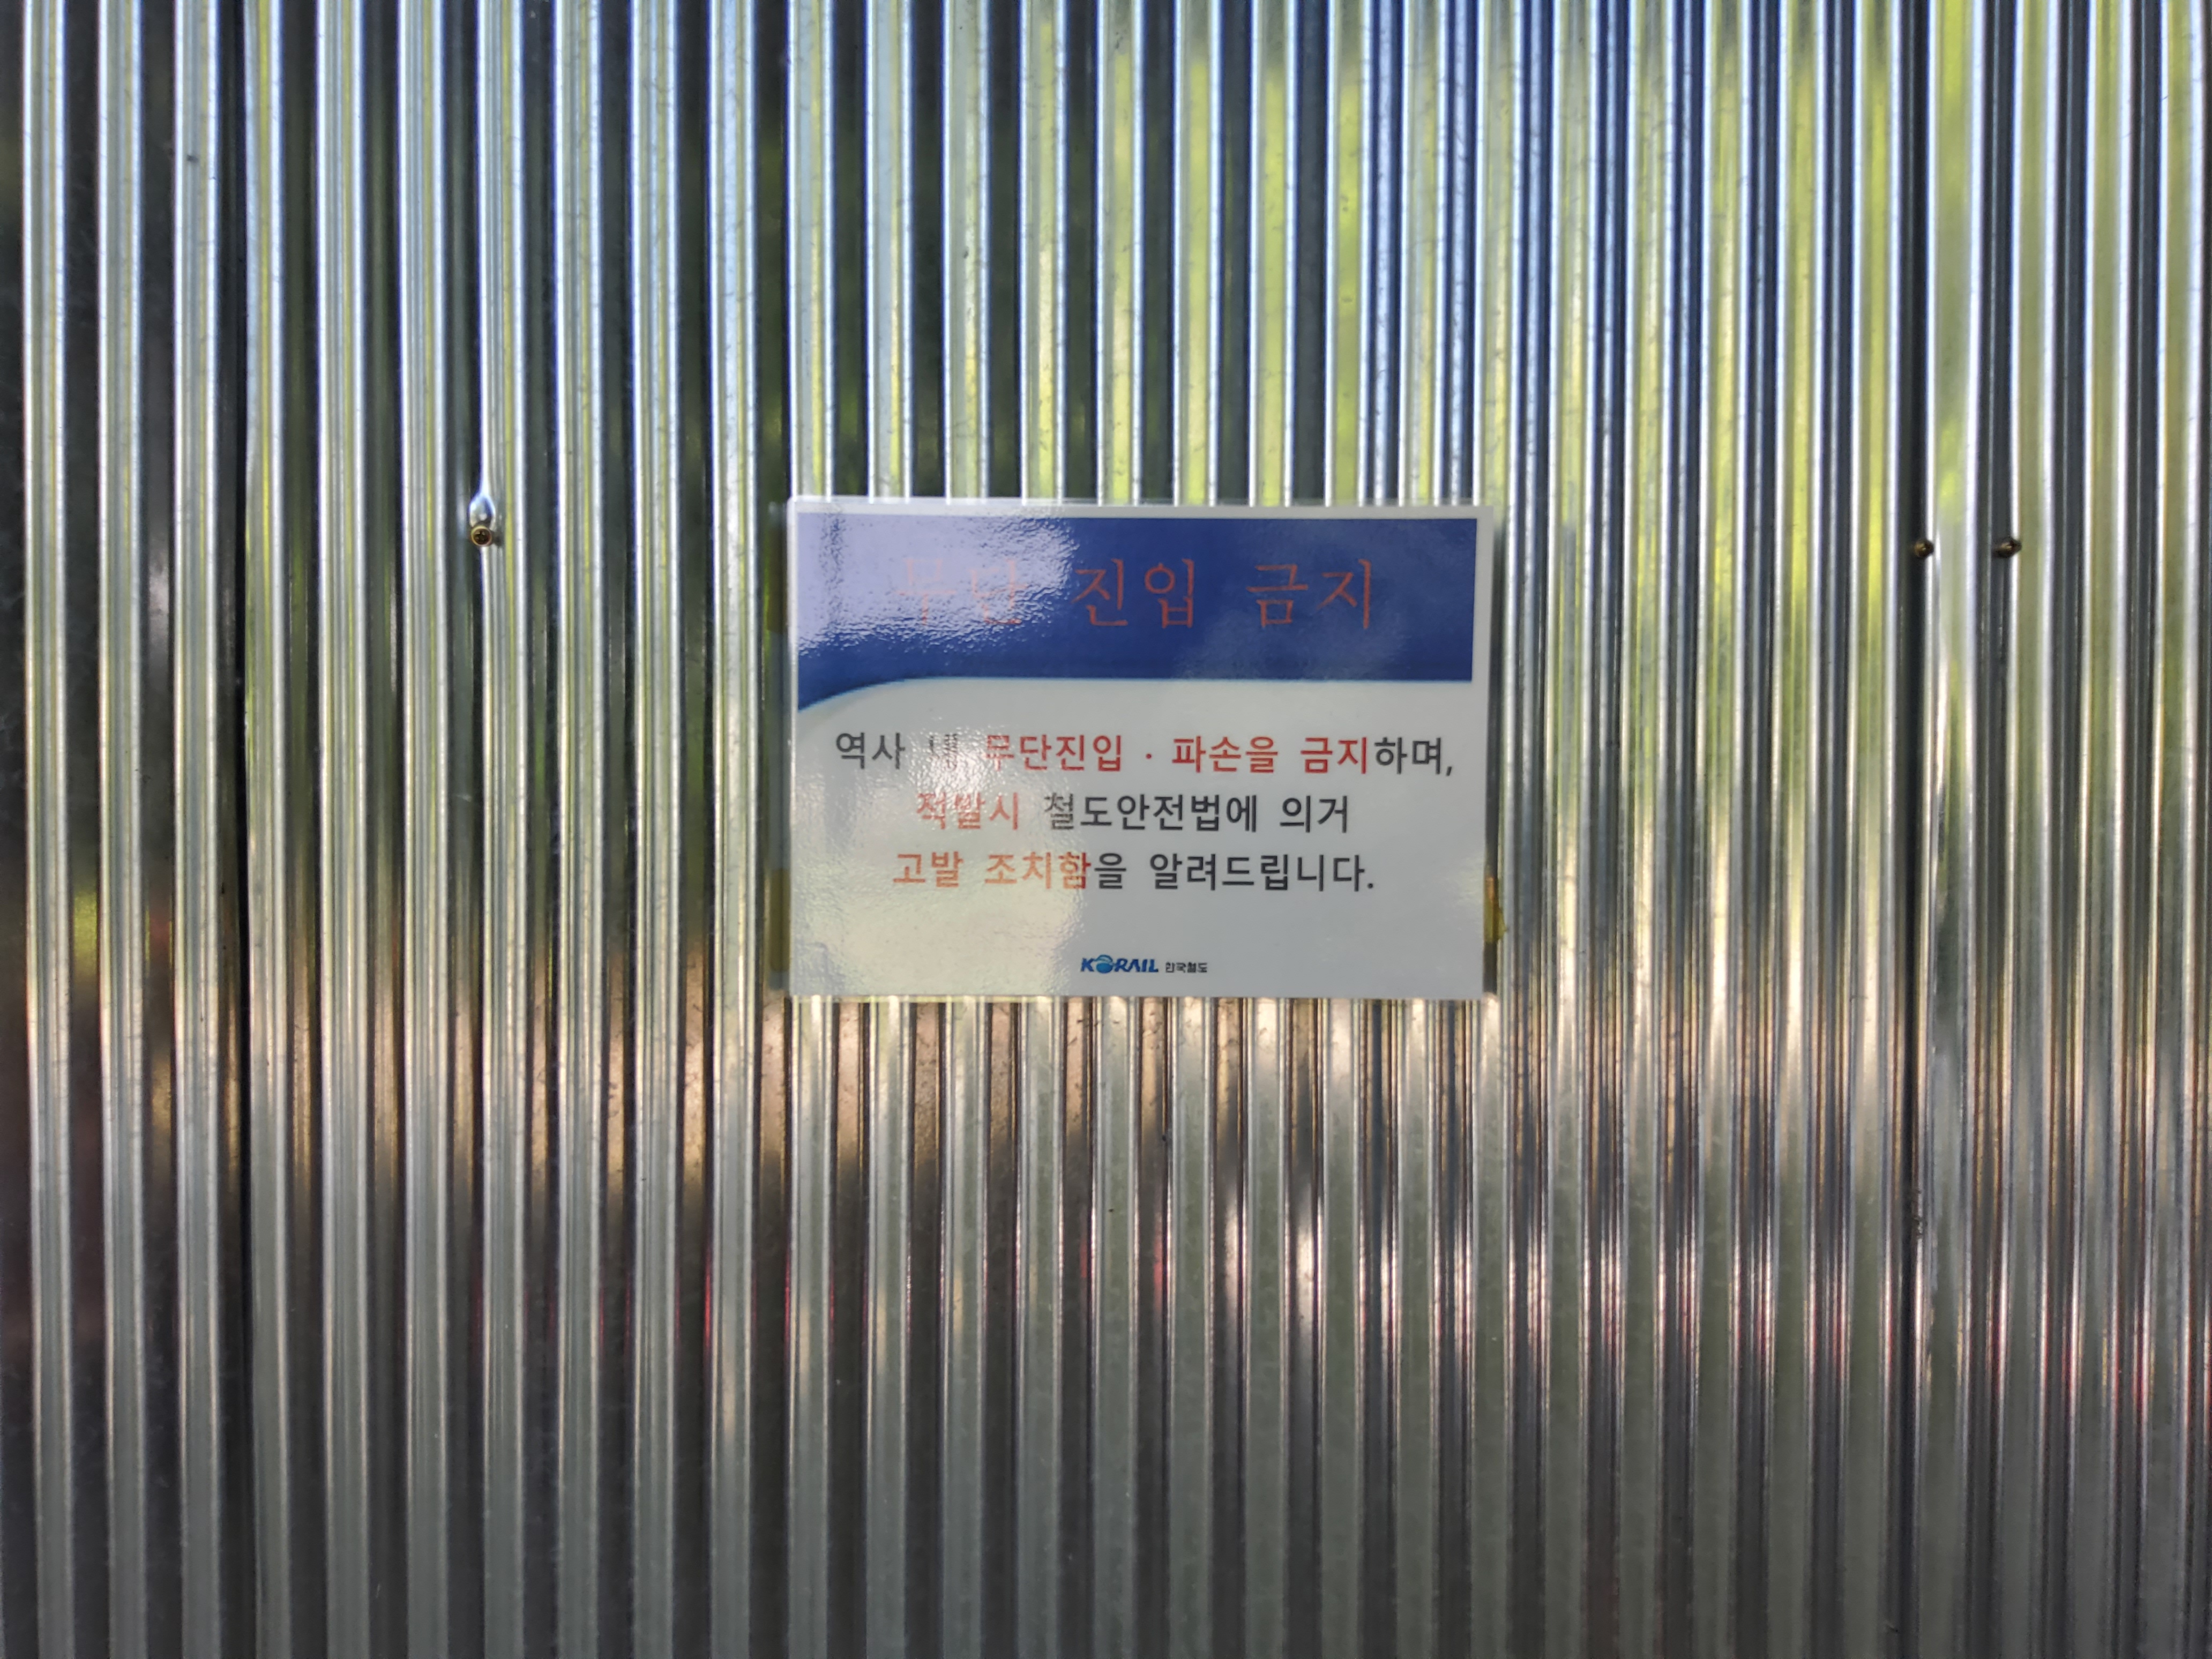 무단 진입 금지
역사 내 무단진입 · 파손을 금지하며,
적발시 철도안전법에 의거
고발 조치함을 알려드립니다.
KORAIL 한국철도